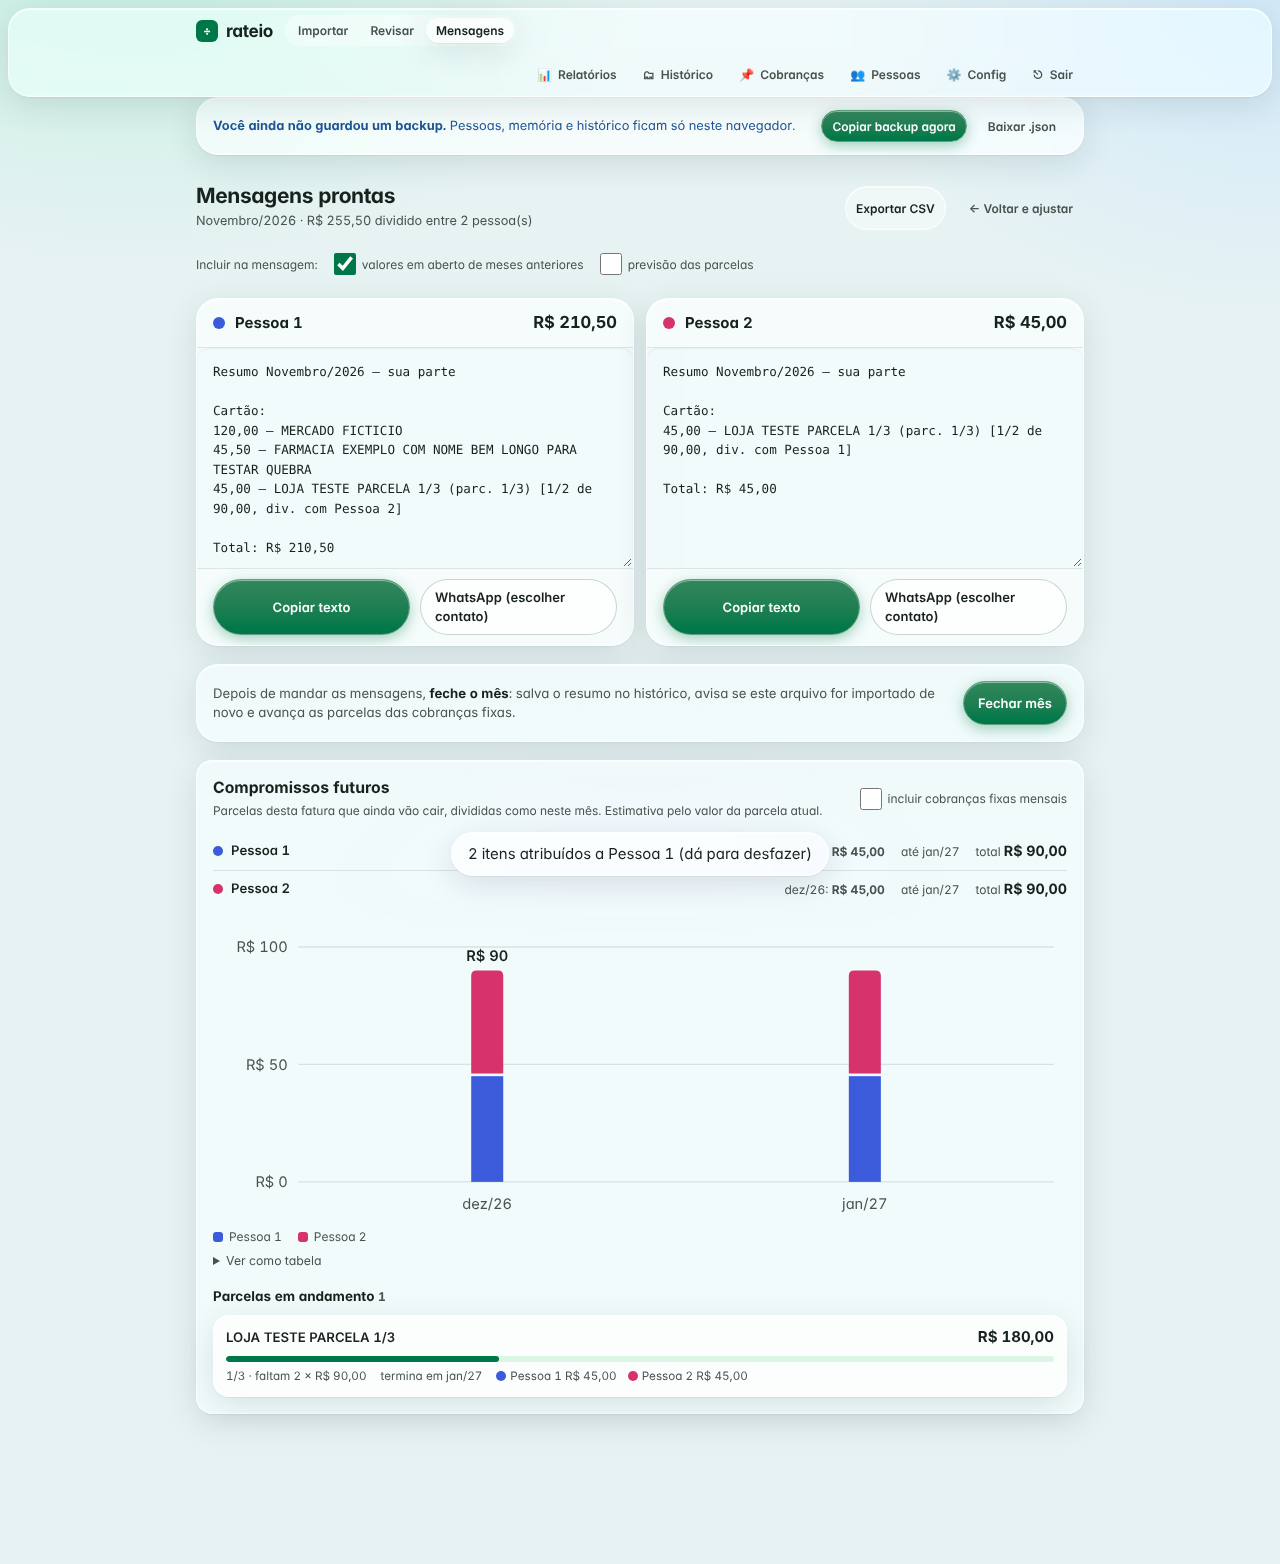 ÷ rateio Importar Revisar Mensagens
📊 Relatórios 🗂 Histórico 📌 Cobranças 👥 Pessoas ⚙️ Config ⎋ Sair
Você ainda não guardou um backup. Pessoas, memória e histórico ficam só neste navegador. Copiar backup agora Baixar .json
Mensagens prontas
Novembro/2026 · R$ 255,50 dividido entre 2 pessoa(s)
Exportar CSV ← Voltar e ajustar
Incluir na mensagem: valores em aberto de meses anteriores previsão das parcelas
Pessoa 1 R$ 210,50
Resumo Novembro/2026 — sua parte
Cartão:
120,00 — MERCADO FICTICIO
45,50 — FARMACIA EXEMPLO COM NOME BEM LONGO PARA
TESTAR QUEBRA
45,00 — LOJA TESTE PARCELA 1/3 (parc. 1/3) [1/2 de
90,00, div. com Pessoa 2]
Total: R$ 210,50
Copiar texto
WhatsApp (escolher
contato)
Pessoa 2 R$ 45,00
Resumo Novembro/2026 — sua parte
Cartão:
45,00 — LOJA TESTE PARCELA 1/3 (parc. 1/3) [1/2 de
90,00, div. com Pessoa 1]
Total: R$ 45,00
Copiar texto
WhatsApp (escolher
contato)
Depois de mandar as mensagens, feche o mês: salva o resumo no histórico, avisa se este arquivo for importado de
novo e avança as parcelas das cobranças fixas.
Fechar mês
Compromissos futuros
Parcelas desta fatura que ainda vão cair, divididas como neste mês. Estimativa pelo valor da parcela atual.
incluir cobranças fixas mensais
Pessoa 1 R$ 45,00 até jan/27 total R$ 90,00
2 itens atribuídos a Pessoa 1 (dá para desfazer)
Pessoa 2 dez/26: R$ 45,00 até jan/27 total R$ 90,00
R$ 100
R$ 90
R$ 50
R$ 0
dez/26 jan/27
Pessoa 1 Pessoa 2
▶ Ver como tabela
Parcelas em andamento 1
LOJA TESTE PARCELA 1/3 R$ 180,00
1/3 · faltam 2 × R$ 90,00 termina em jan/27 Pessoa 1 R$ 45,00 Pessoa 2 R$ 45,00